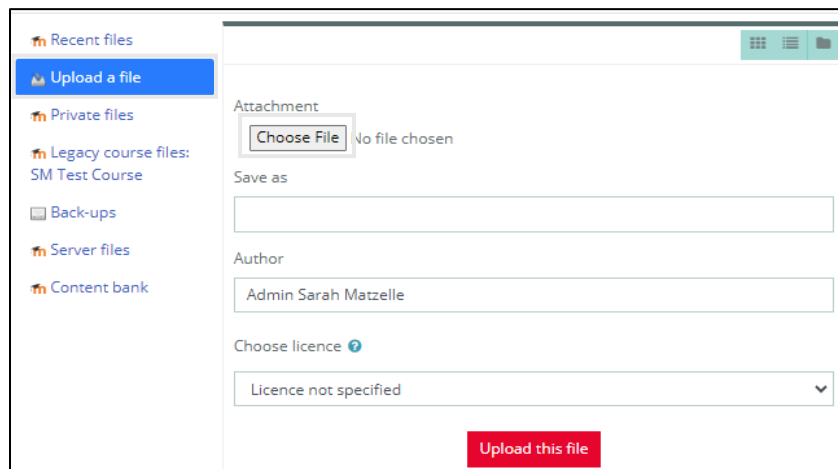 Recent files
Upload a file
Private files
Legacy course files:
SM Test Course
Back-ups
Server files
Content bank
Attachment
Choose File No file chosen
Save as
Author
Admin Sarah Matzelle
Choose licence
Licence not specified
Upload this file